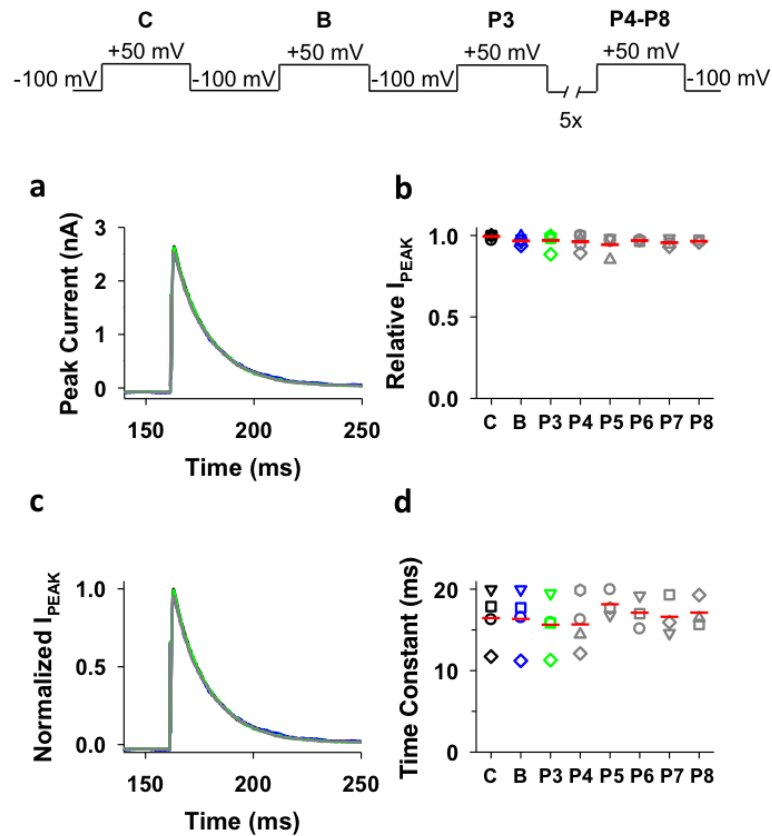 C B P3 P4-P8
+50 mV +50 mV +50 mV +50 mV
-100 mV -100 mV -100 mV -100 mV
5x
a
Peak Current (nA)
3
2
1
0
150 200 250
Time (ms)
b
Relative I_PEAK
1.0
0.5
0.0
C B P3 P4 P5 P6 P7 P8
c
Normalized I_PEAK
1.0
0.5
0.0
150 200 250
Time (ms)
d
Time Constant (ms)
20
10
0
C B P3 P4 P5 P6 P7 P8